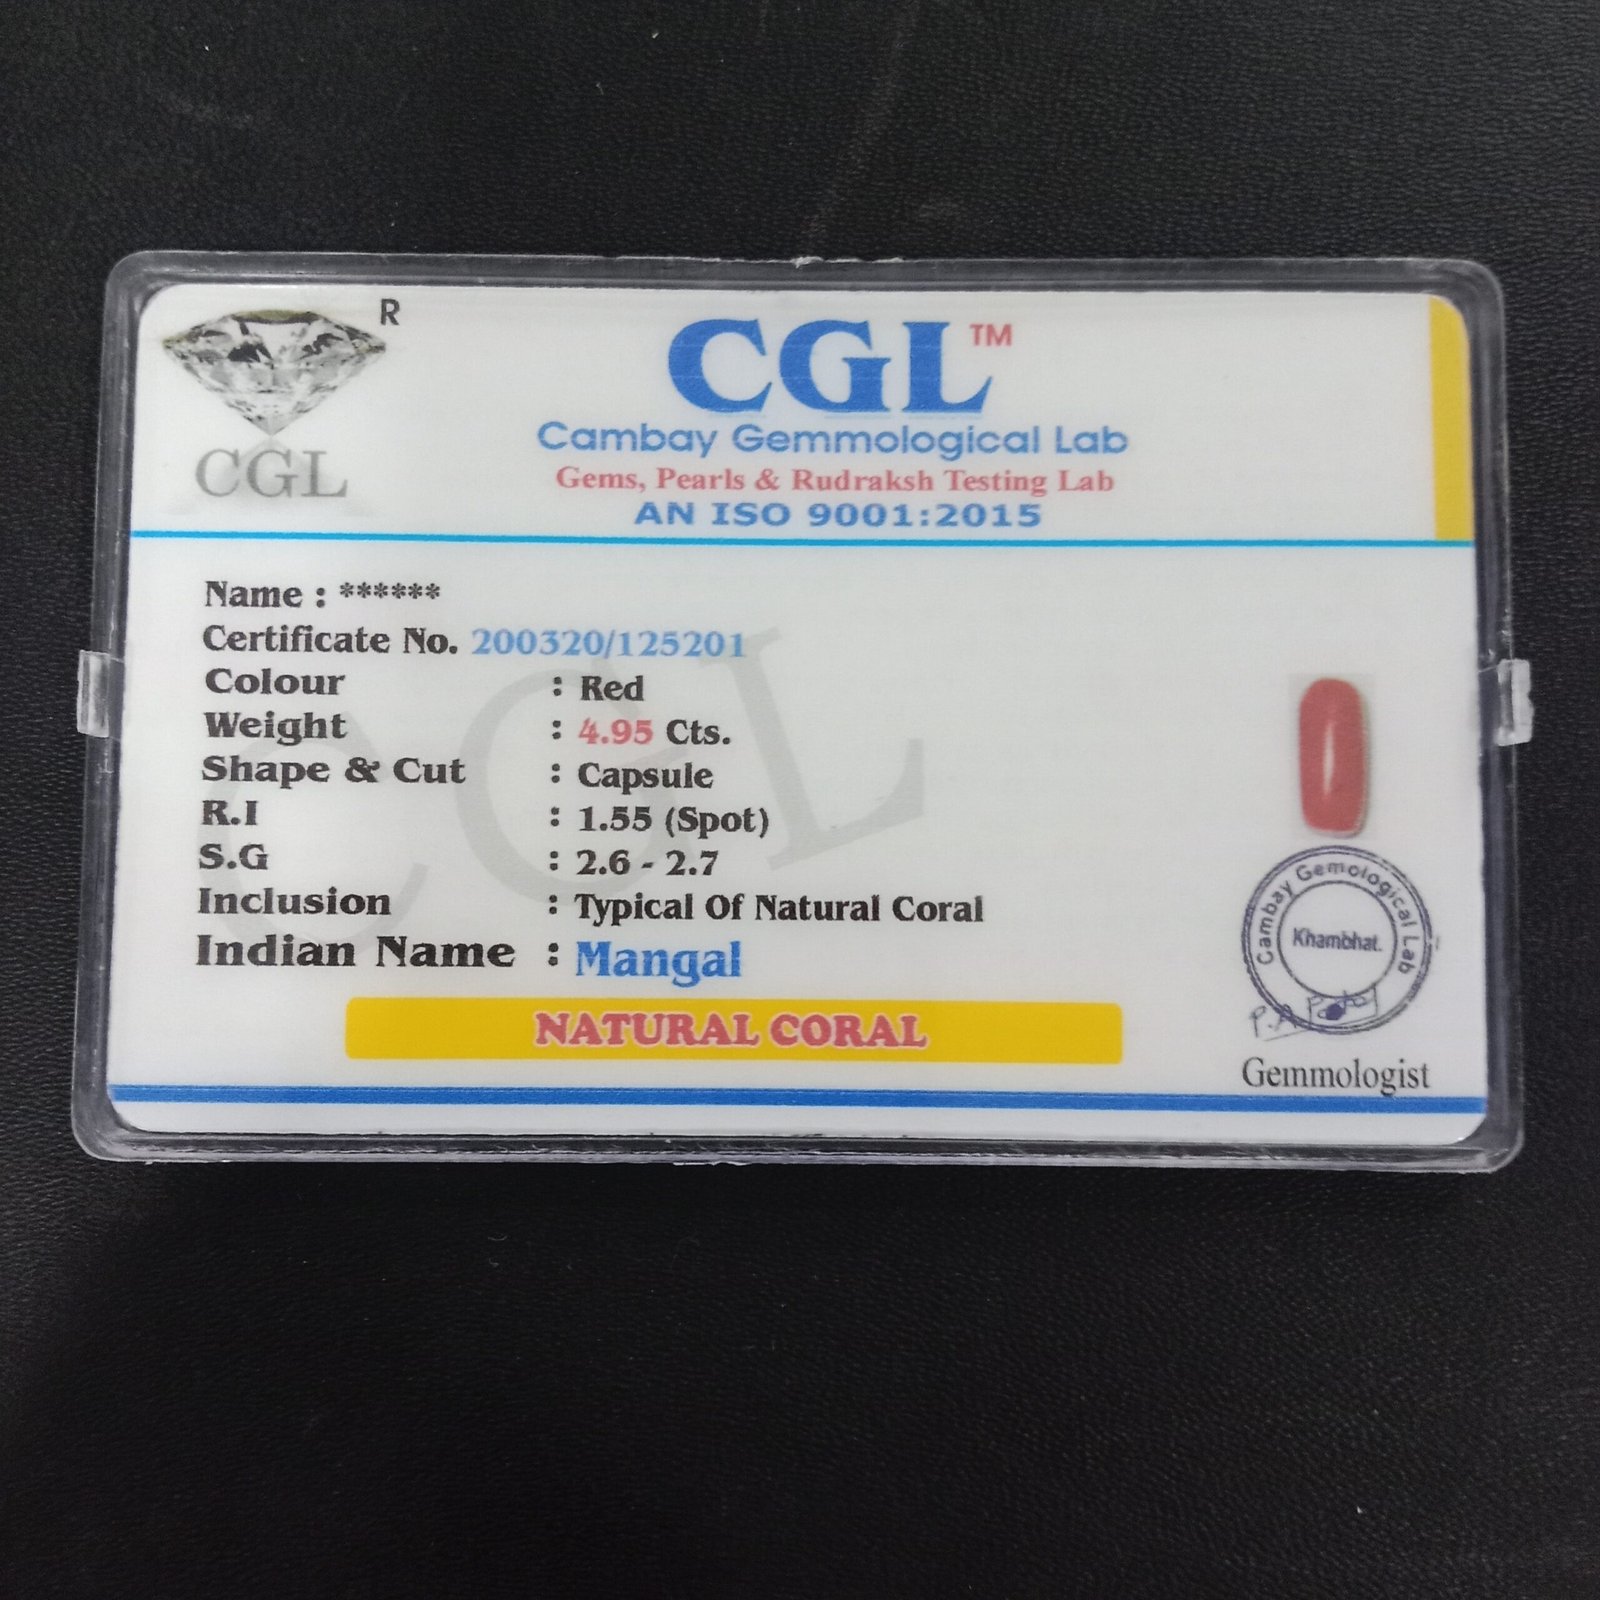 R
CGL
CGL™
Cambay Gemmological Lab
Gems, Pearls & Rudraksh Testing Lab
AN ISO 9001:2015
Name : ******
Certificate No. 200320/125201
Colour : Red
Weight : 4.95 Cts.
Shape & Cut : Capsule
R.I : 1.55 (Spot)
S.G : 2.6 - 2.7
Inclusion : Typical Of Natural Coral
Indian Name : Mangal
NATURAL CORAL
CGL
Cambay Gemological Lab
Khambhat.
Gemmologist